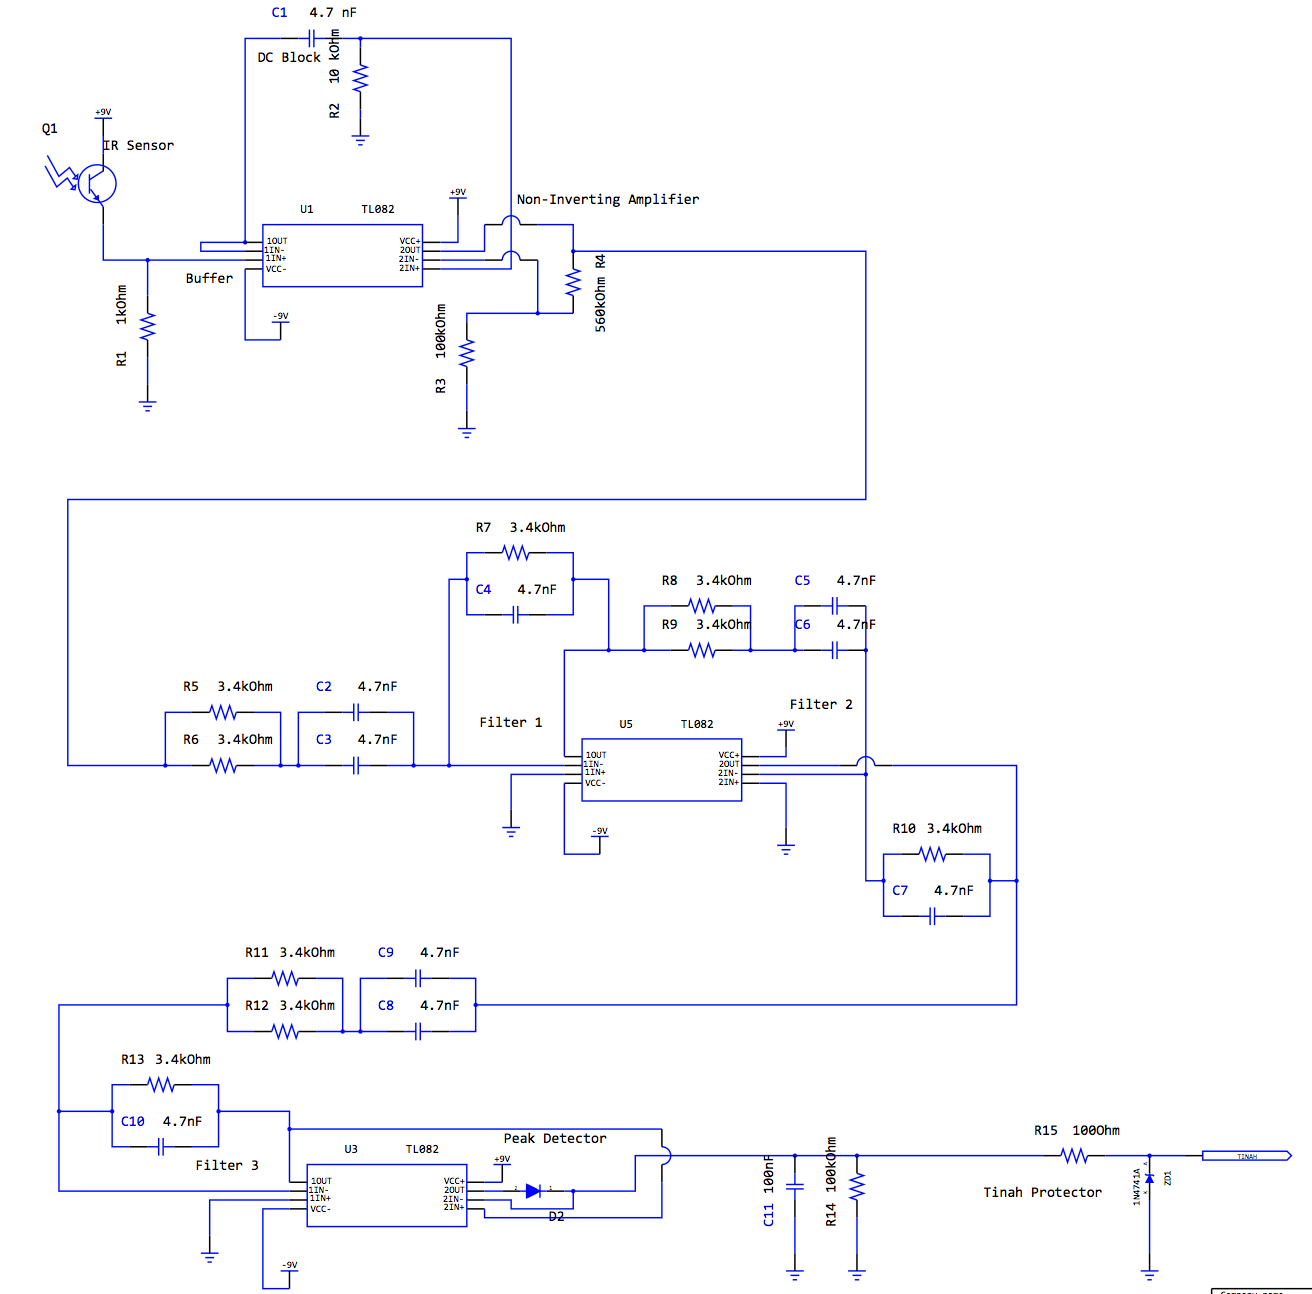 C1 4.7 nF
DC Block
R2 10 kOhm
+9V
Q1
IR Sensor
+9V
Non-Inverting Amplifier
U1 TL082
1OUT VCC+
1IN- 2OUT
1IN+ 2IN-
VCC- 2IN+
Buffer
-9V
R1 1kOhm
R3 100kOhm
560kOhm R4
R7 3.4kOhm
C4 4.7nF
R8 3.4kOhm
C5 4.7nF
R9 3.4kOhm
C6 4.7nF
R5 3.4kOhm
C2 4.7nF
R6 3.4kOhm
C3 4.7nF
Filter 1
Filter 2
U5 TL082
+9V
1OUT VCC+
1IN- 2OUT
1IN+ 2IN-
VCC- 2IN+
-9V
R10 3.4kOhm
C7 4.7nF
R11 3.4kOhm
C9 4.7nF
R12 3.4kOhm
C8 4.7nF
R13 3.4kOhm
C10 4.7nF
Filter 3
U3 TL082
Peak Detector
+9V
1OUT VCC+
1IN- 2OUT
1IN+ 2IN-
VCC- 2IN+
2 1
D2
-9V
C11 100nF
R14 100kOhm
R15 100Ohm
Tinah Protector
1N4741A
A
K
ZD1
TINAH